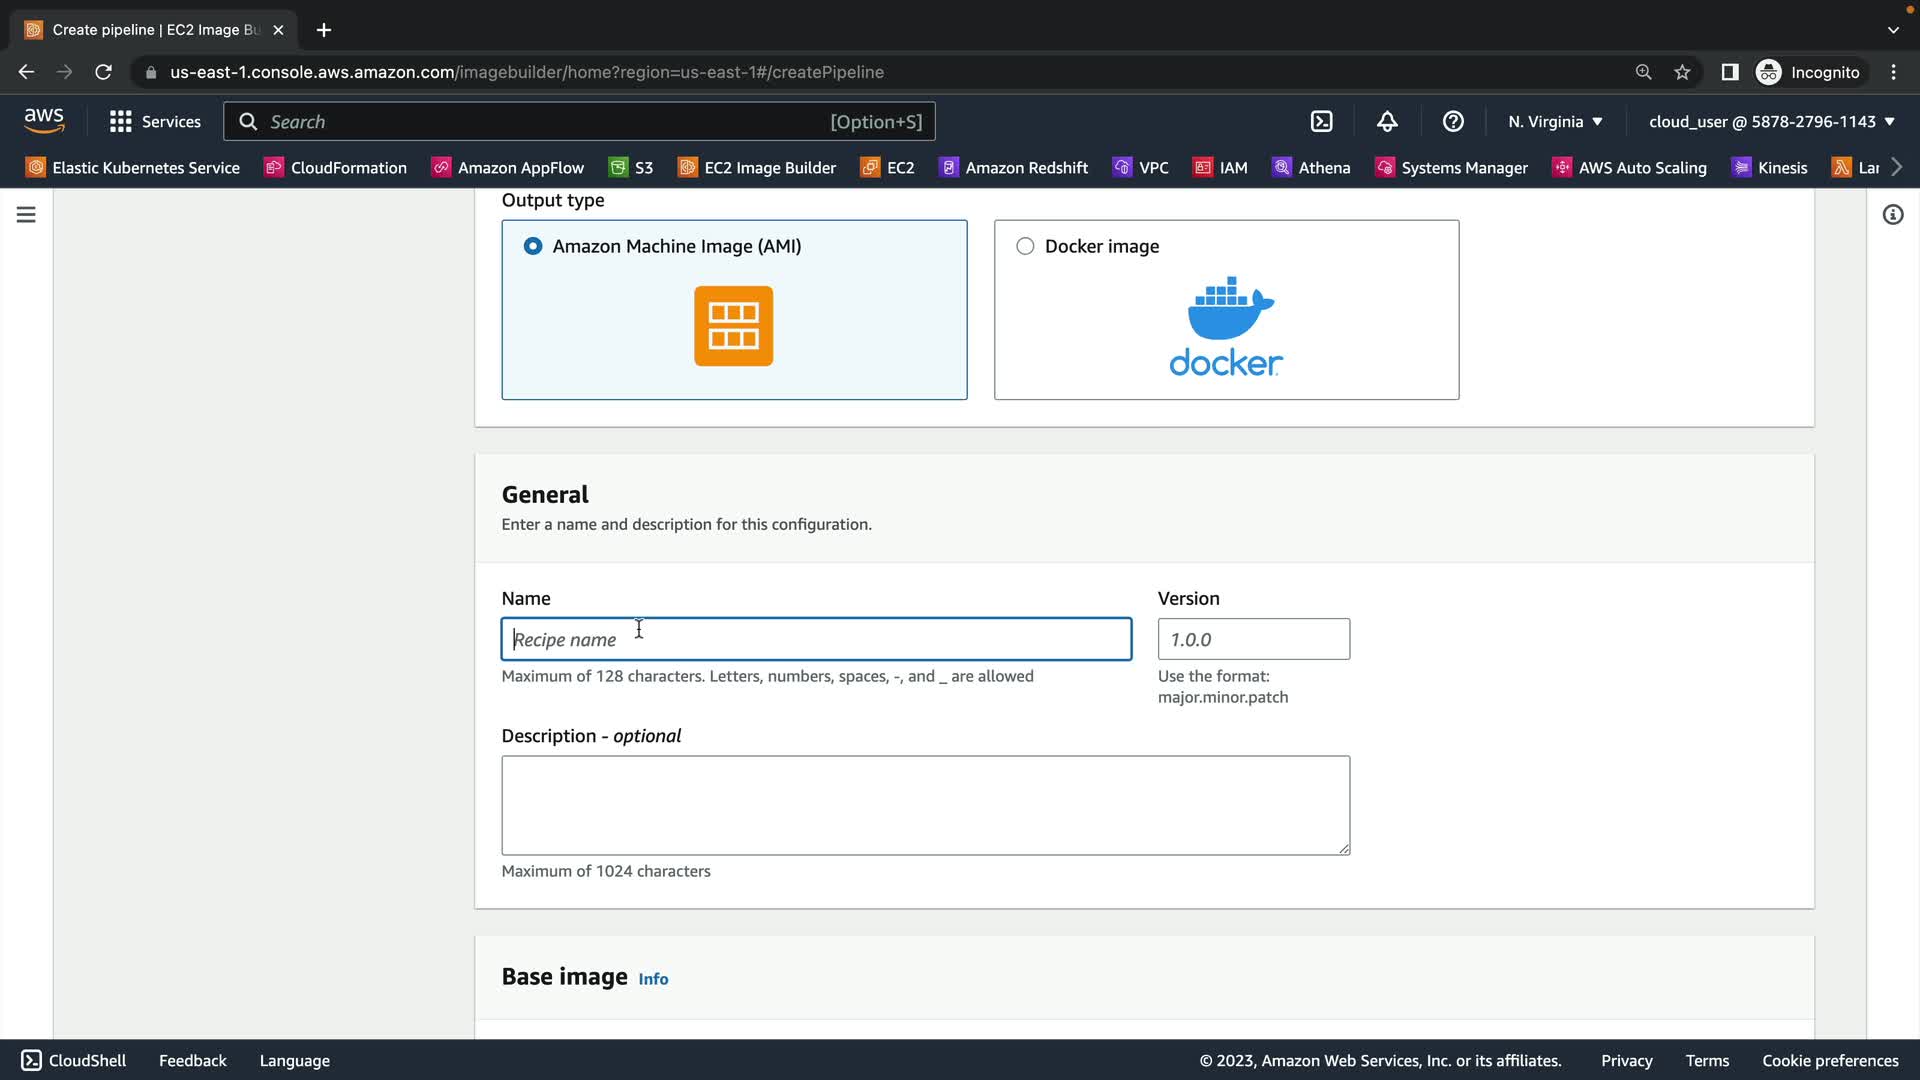 Create pipeline | EC2 Image Bu
us-east-1.console.aws.amazon.com/imagebuilder/home?region=us-east-1#/createPipeline
Incognito
aws
Services
Search
[Option+S]
N. Virginia
cloud_user @ 5878-2796-1143
Elastic Kubernetes Service
CloudFormation
Amazon AppFlow
S3
EC2 Image Builder
EC2
Amazon Redshift
VPC
IAM
Athena
Systems Manager
AWS Auto Scaling
Kinesis
Lar
Output type
Amazon Machine Image (AMI)
Docker image
docker
General
Enter a name and description for this configuration.
Name
Version
Recipe name
1.0.0
Maximum of 128 characters. Letters, numbers, spaces, -, and _ are allowed
Use the format:
major.minor.patch
Description - optional
Maximum of 1024 characters
Base image Info
CloudShell
Feedback
Language
© 2023, Amazon Web Services, Inc. or its affiliates.
Privacy
Terms
Cookie preferences